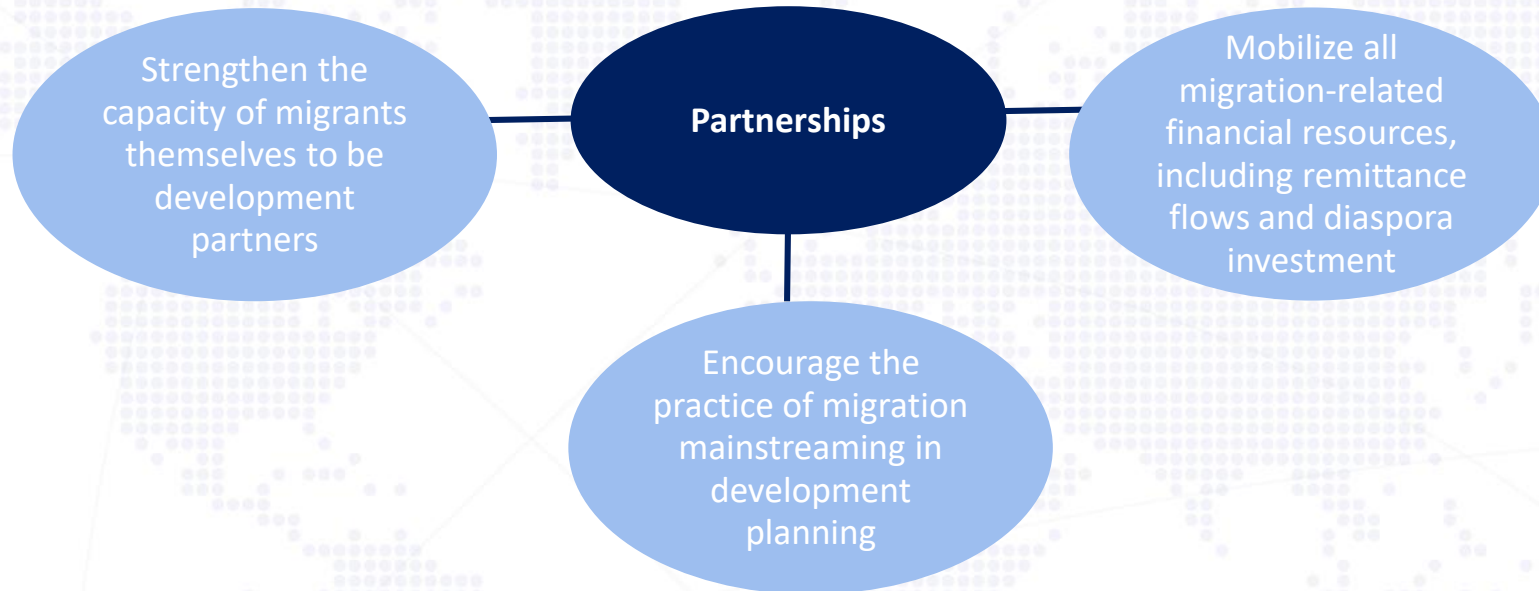 Strengthen the
capacity of migrants
themselves to be
development
partners
Partnerships
Mobilize all
migration-related
financial resources,
including remittance
flows and diaspora
investment
Encourage the
practice of migration
mainstreaming in
development
planning